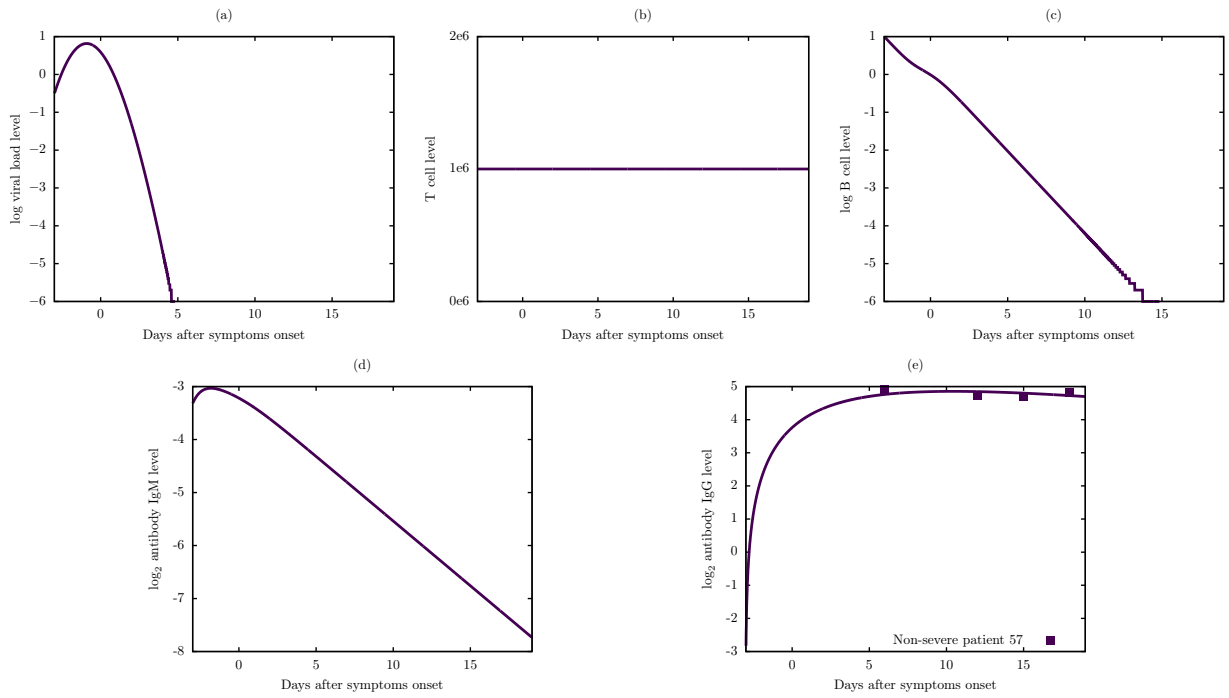 (a)
1
0
−1
−2
−3
−4
−5
−6
0 5 10 15
log viral load level
Days after symptoms onset
(b)
2e6
1e6
0e6
0 5 10 15
T cell level
Days after symptoms onset
(c)
1
0
-1
-2
-3
-4
-5
-6
0 5 10 15
log B cell level
Days after symptoms onset
(d)
-3
-4
-5
-6
-7
-8
0 5 10 15
log₂ antibody IgM level
Days after symptoms onset
(e)
5
4
3
2
1
0
-1
-2
-3
0 5 10 15
log₂ antibody IgG level
Non-severe patient 57
Days after symptoms onset